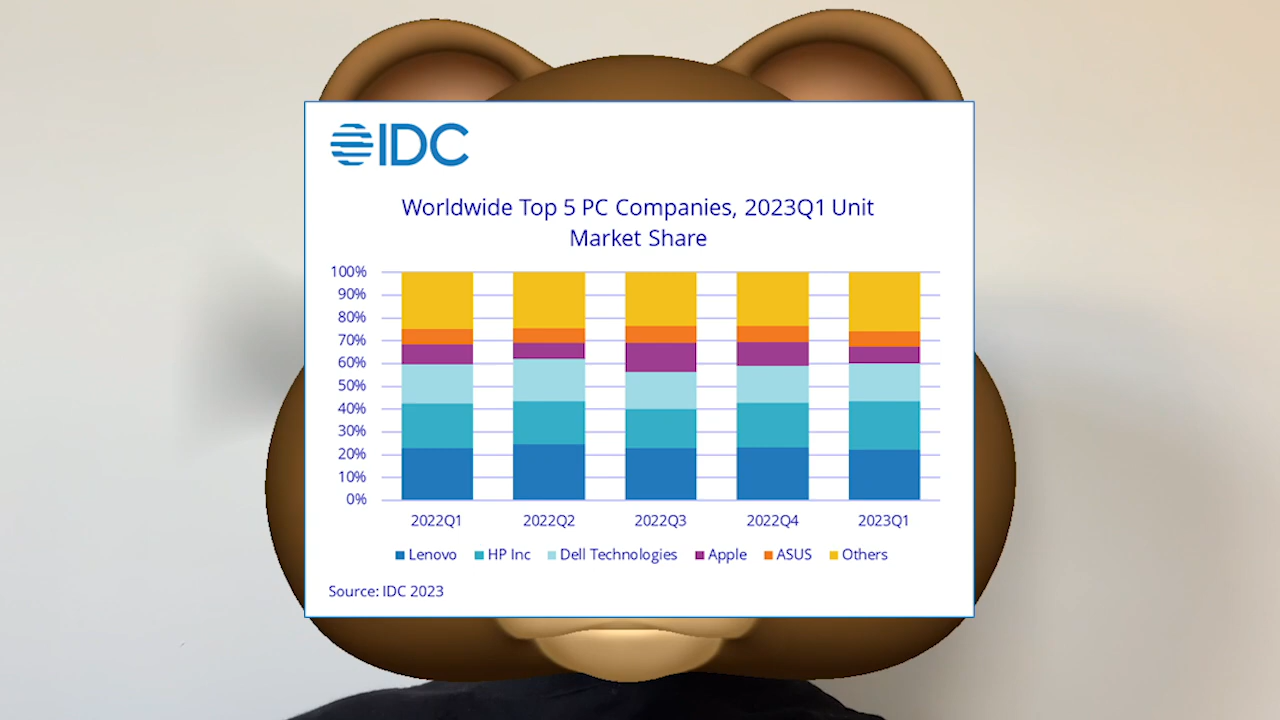 IDC
Worldwide Top 5 PC Companies, 2023Q1 Unit
Market Share
100%
90%
80%
70%
60%
50%
40%
30%
20%
10%
0%
2022Q1 2022Q2 2022Q3 2022Q4 2023Q1
Lenovo HP Inc Dell Technologies Apple ASUS Others
Source: IDC 2023